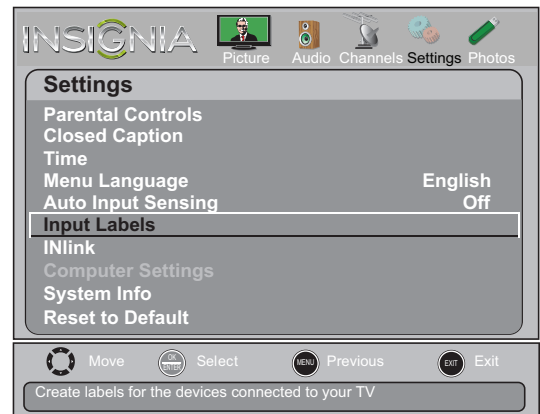 INSIGNIA
Picture Audio Channels Settings Photos
Settings
Parental Controls
Closed Caption
Time
Menu Language English
Auto Input Sensing Off
Input Labels
INlink
Computer Settings
System Info
Reset to Default
Move OK ENTER Select MENU Previous EXIT Exit
Create labels for the devices connected to your TV